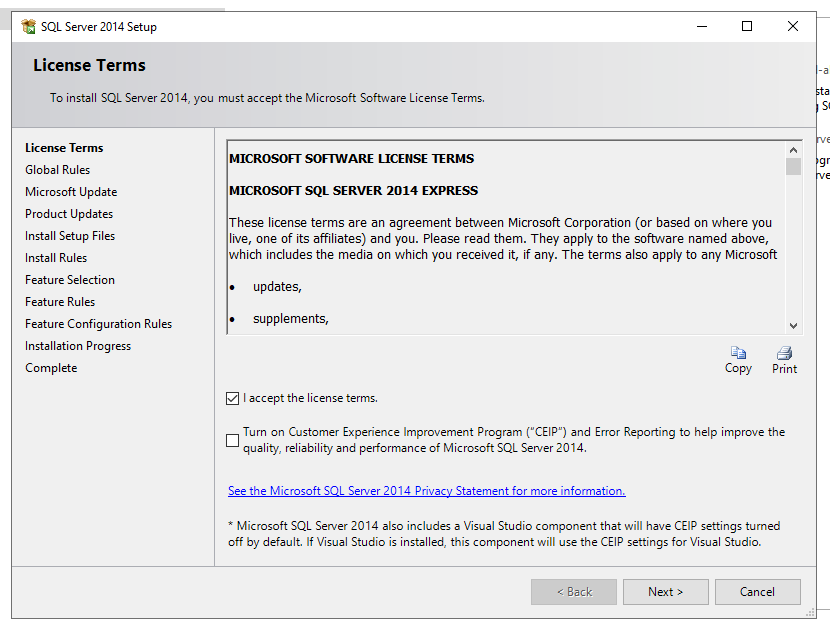 SQL Server 2014 Setup
License Terms
To install SQL Server 2014, you must accept the Microsoft Software License Terms.
License Terms
Global Rules
Microsoft Update
Product Updates
Install Setup Files
Install Rules
Feature Selection
Feature Rules
Feature Configuration Rules
Installation Progress
Complete
MICROSOFT SOFTWARE LICENSE TERMS
MICROSOFT SQL SERVER 2014 EXPRESS
These license terms are an agreement between Microsoft Corporation (or based on where you
live, one of its affiliates) and you. Please read them. They apply to the software named above,
which includes the media on which you received it, if any. The terms also apply to any Microsoft
• updates,
• supplements,
Copy
Print
I accept the license terms.
Turn on Customer Experience Improvement Program ("CEIP") and Error Reporting to help improve the
quality, reliability and performance of Microsoft SQL Server 2014.
See the Microsoft SQL Server 2014 Privacy Statement for more information.
* Microsoft SQL Server 2014 also includes a Visual Studio component that will have CEIP settings turned
off by default. If Visual Studio is installed, this component will use the CEIP settings for Visual Studio.
< Back
Next >
Cancel